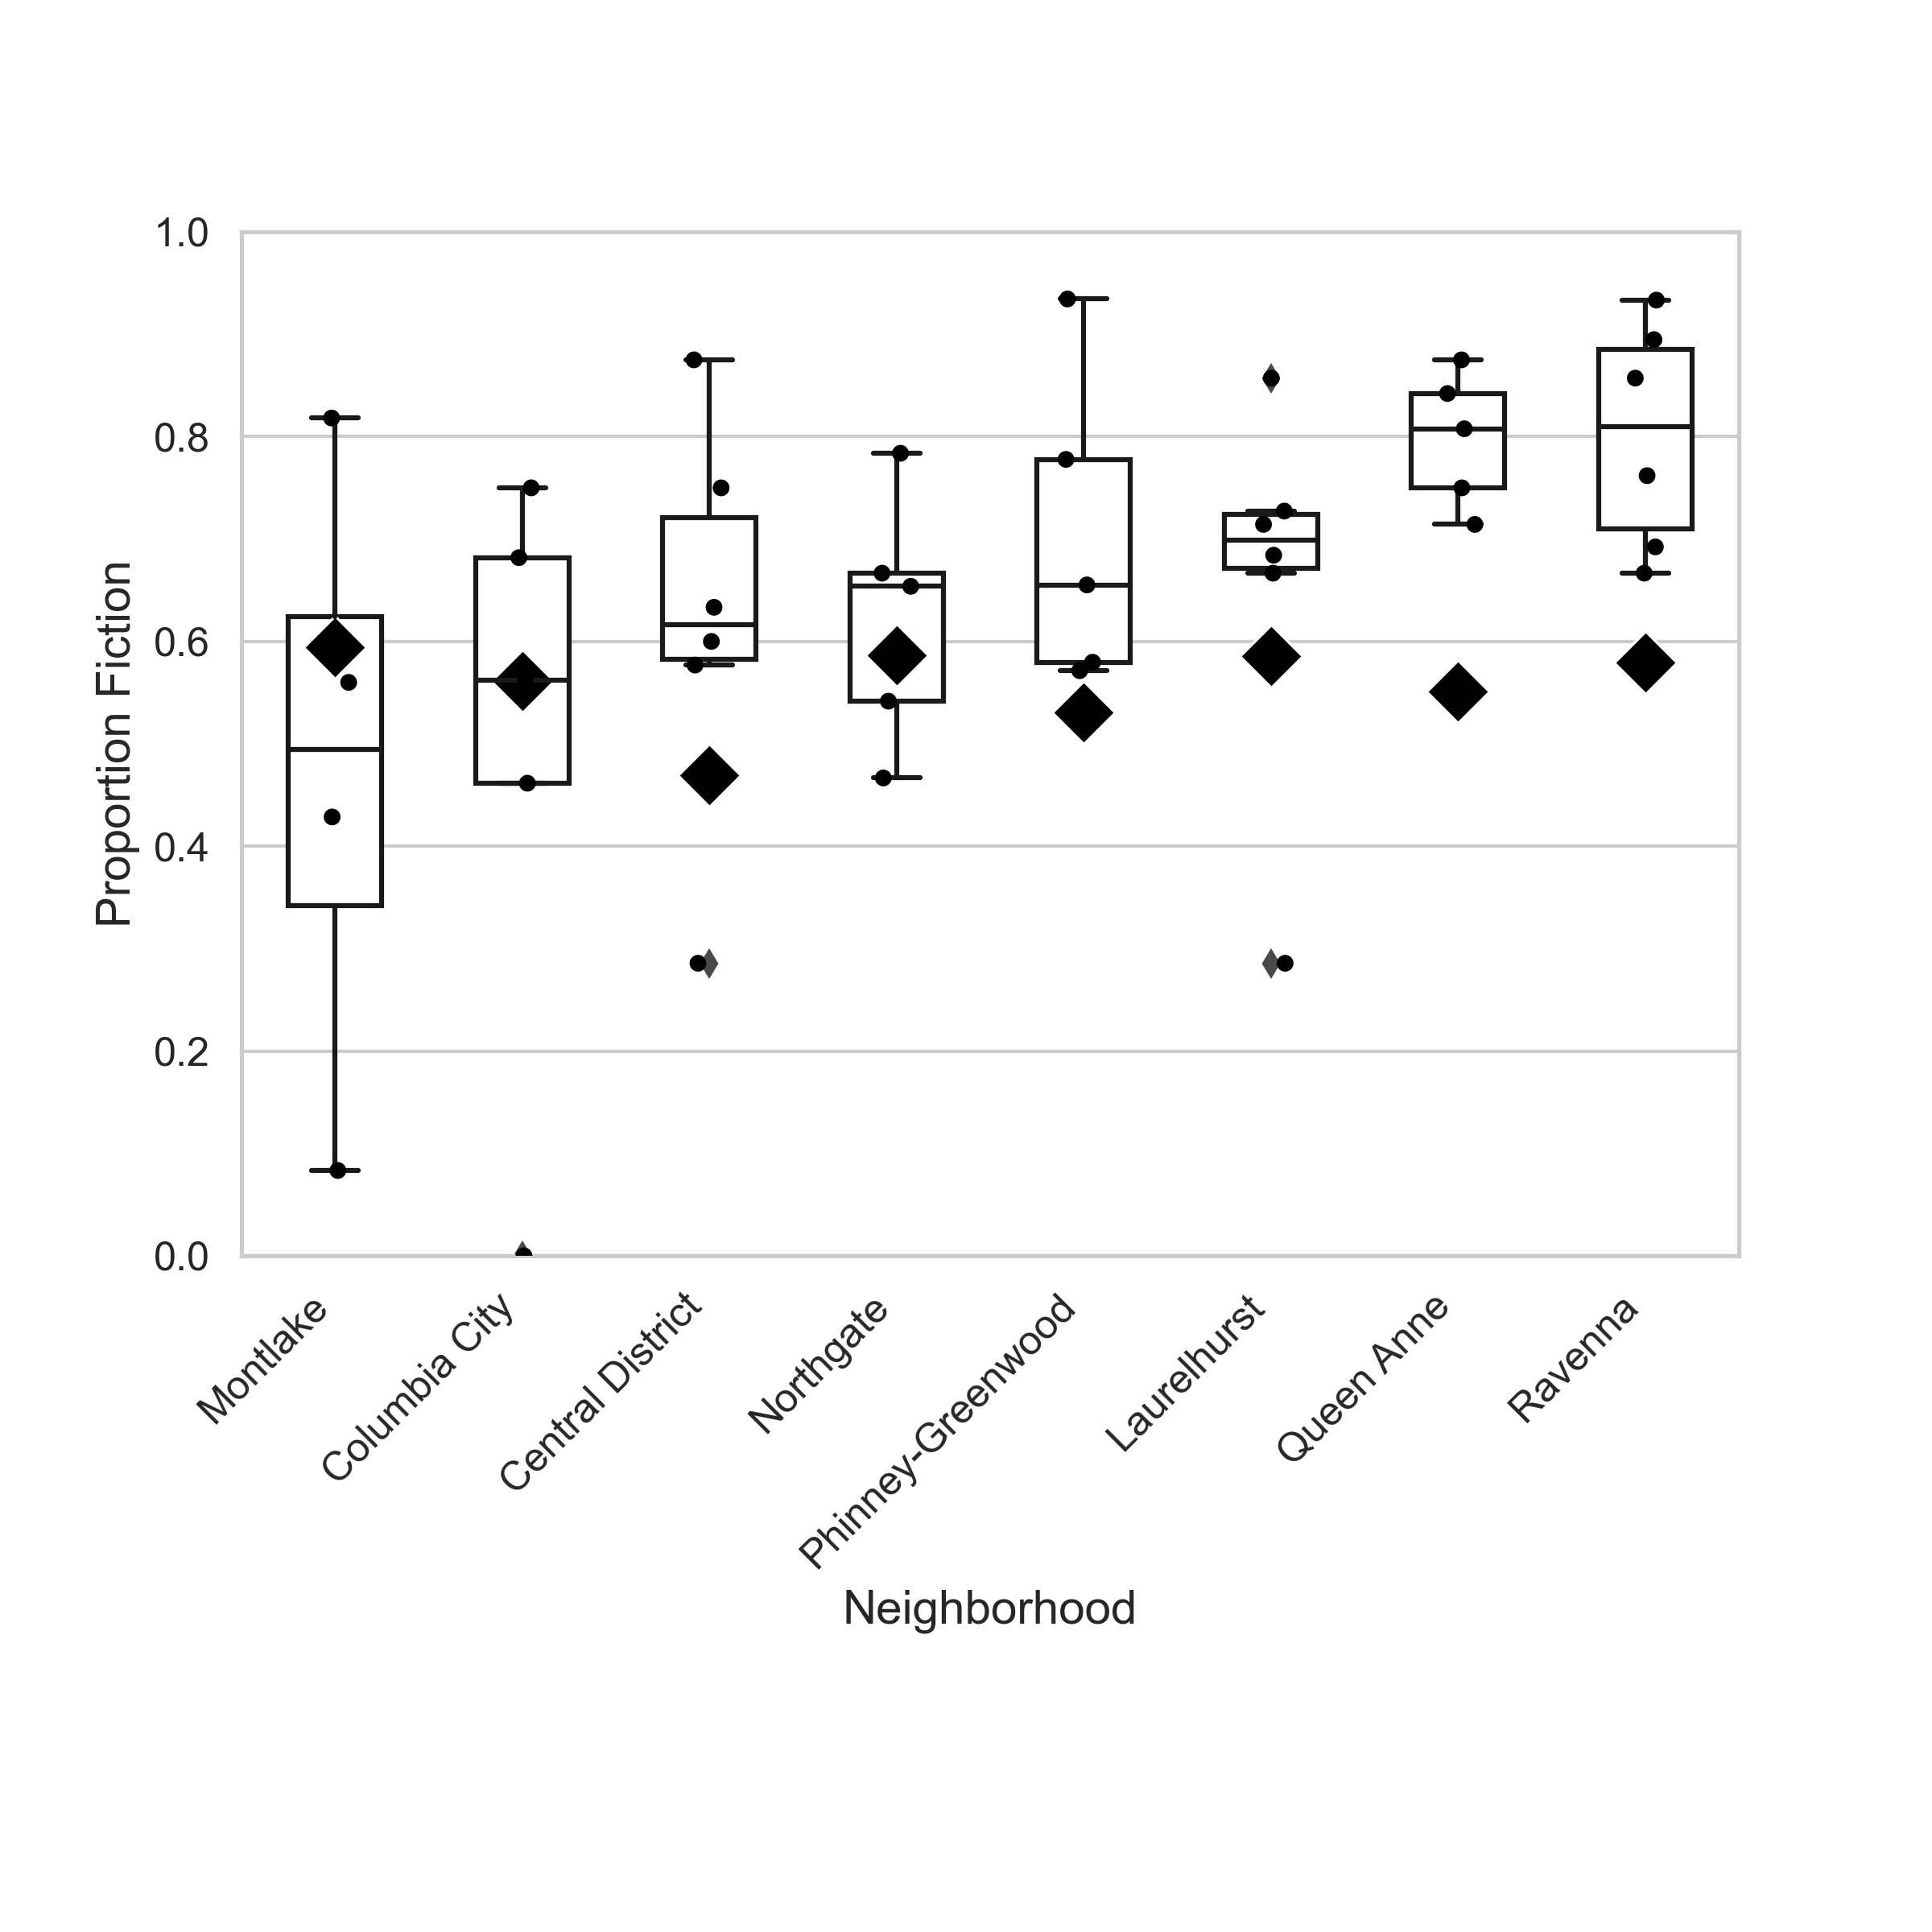 Proportion Fiction
1.0
0.8
0.6
0.4
0.2
0.0
Montlake
Columbia City
Central District
Northgate
Phinney-Greenwood
Laurelhurst
Queen Anne
Ravenna
Neighborhood